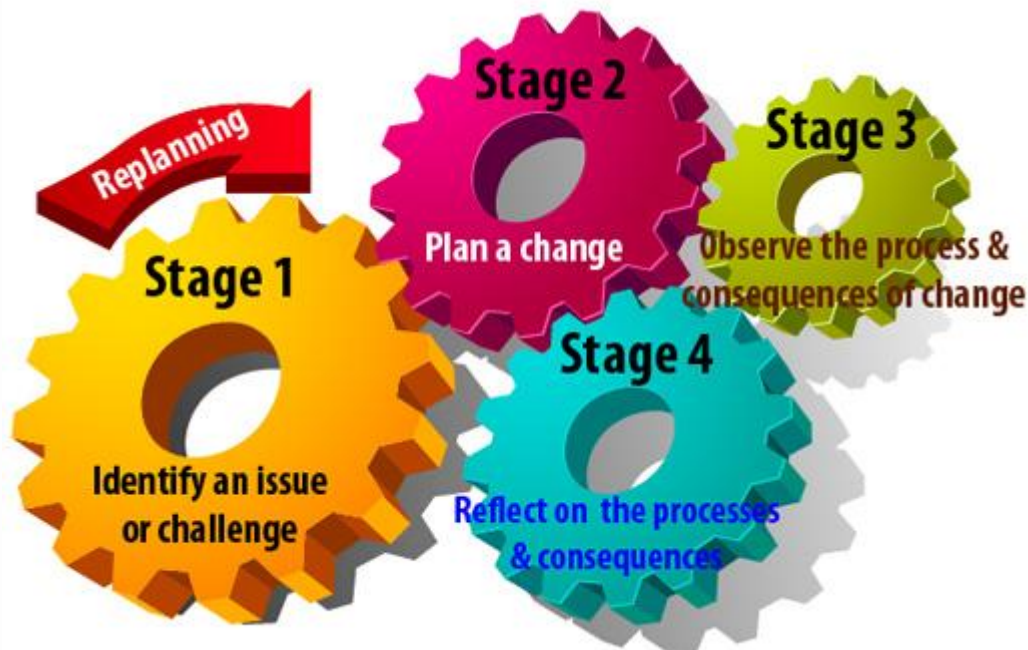 Replanning
Stage 1
Identify an issue
or challenge
Stage 2
Plan a change
Stage 3
Observe the process &
consequences of change
Stage 4
Reflect on the processes
& consequences